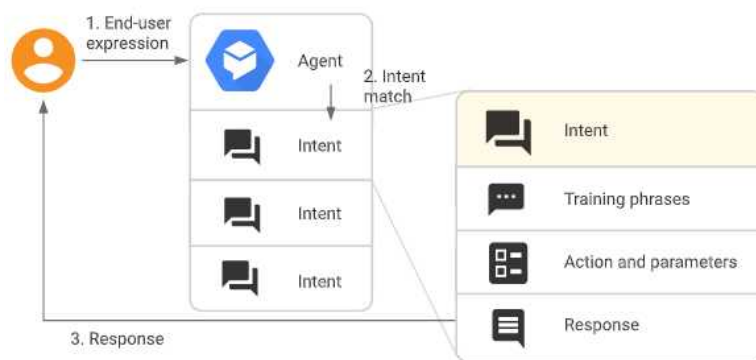 1. End-user
expression
Agent
2. Intent
match
Intent
Intent
Intent
Intent
Training phrases
Action and parameters
Response
3. Response